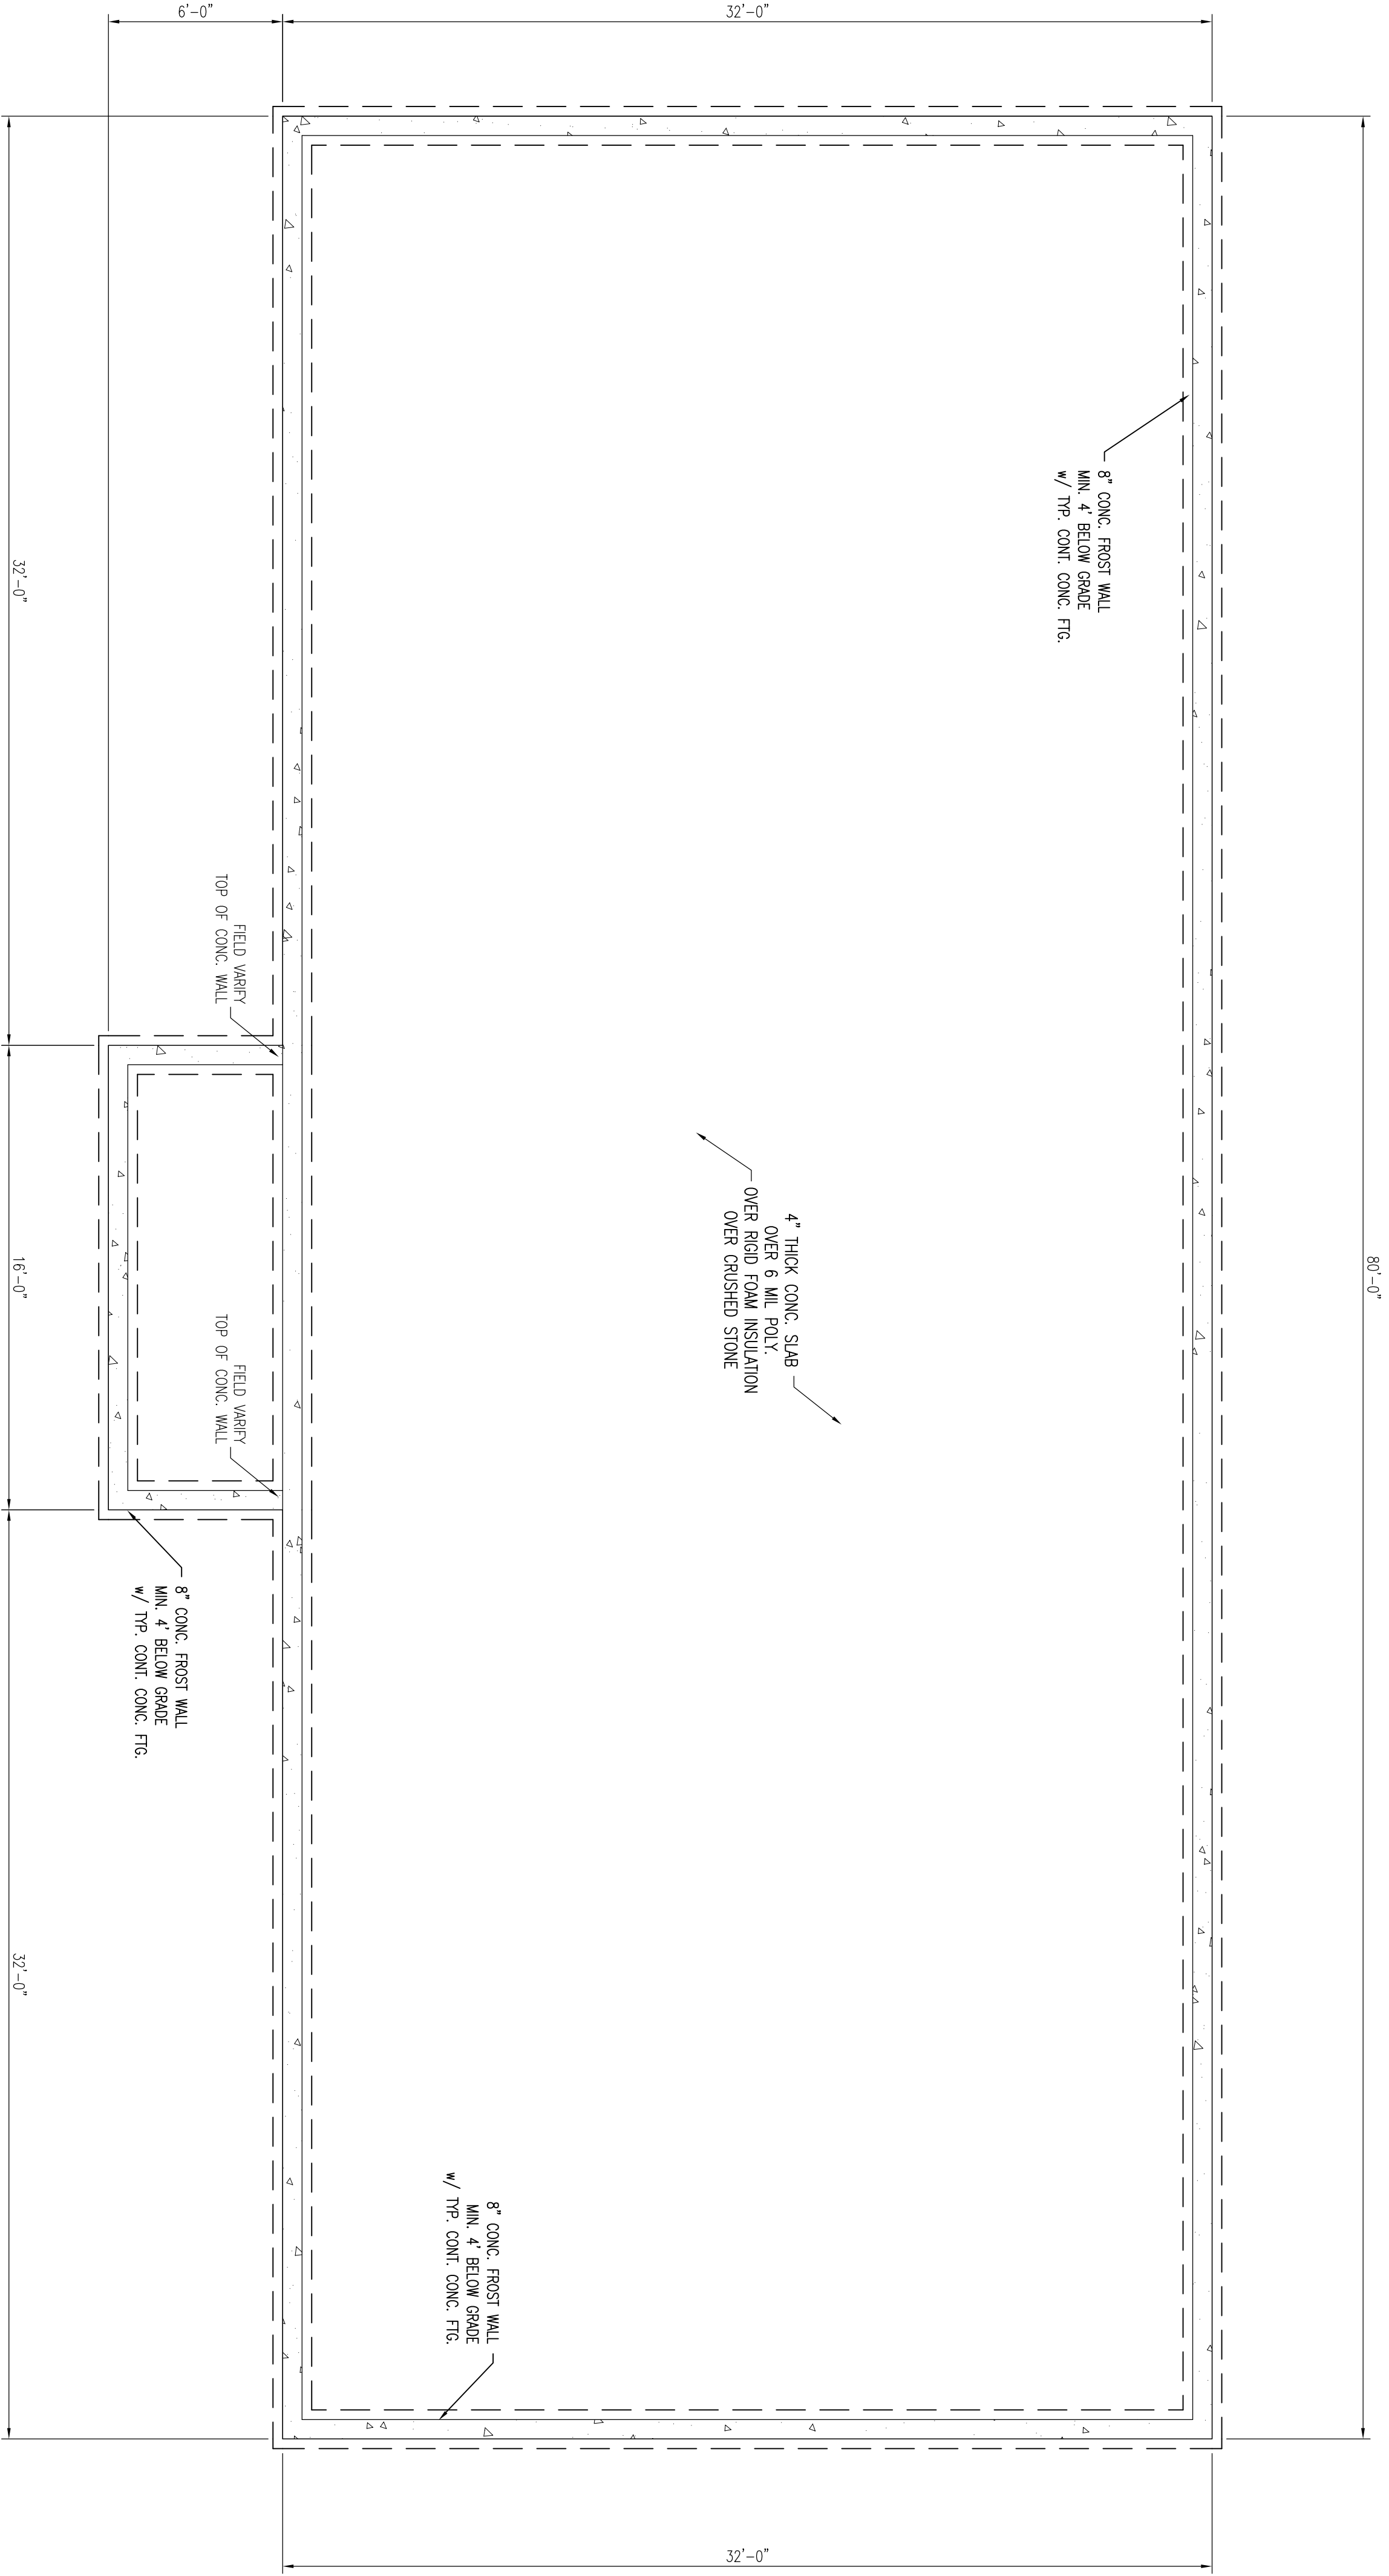 80'-0"
6'-0"
32'-0"
32'-0"
8" CONC. FROST WALL
MIN. 4' BELOW GRADE
w/ TYP. CONT. CONC. FTG.
4" THICK CONC. SLAB
OVER 6 MIL POLY.
OVER RIGID FOAM INSULATION
OVER CRUSHED STONE
8" CONC. FROST WALL
MIN. 4' BELOW GRADE
w/ TYP. CONT. CONC. FTG.
FIELD VARIFY
TOP OF CONC. WALL
FIELD VARIFY
TOP OF CONC. WALL
8" CONC. FROST WALL
MIN. 4' BELOW GRADE
w/ TYP. CONT. CONC. FTG.
32'-0"
16'-0"
32'-0"